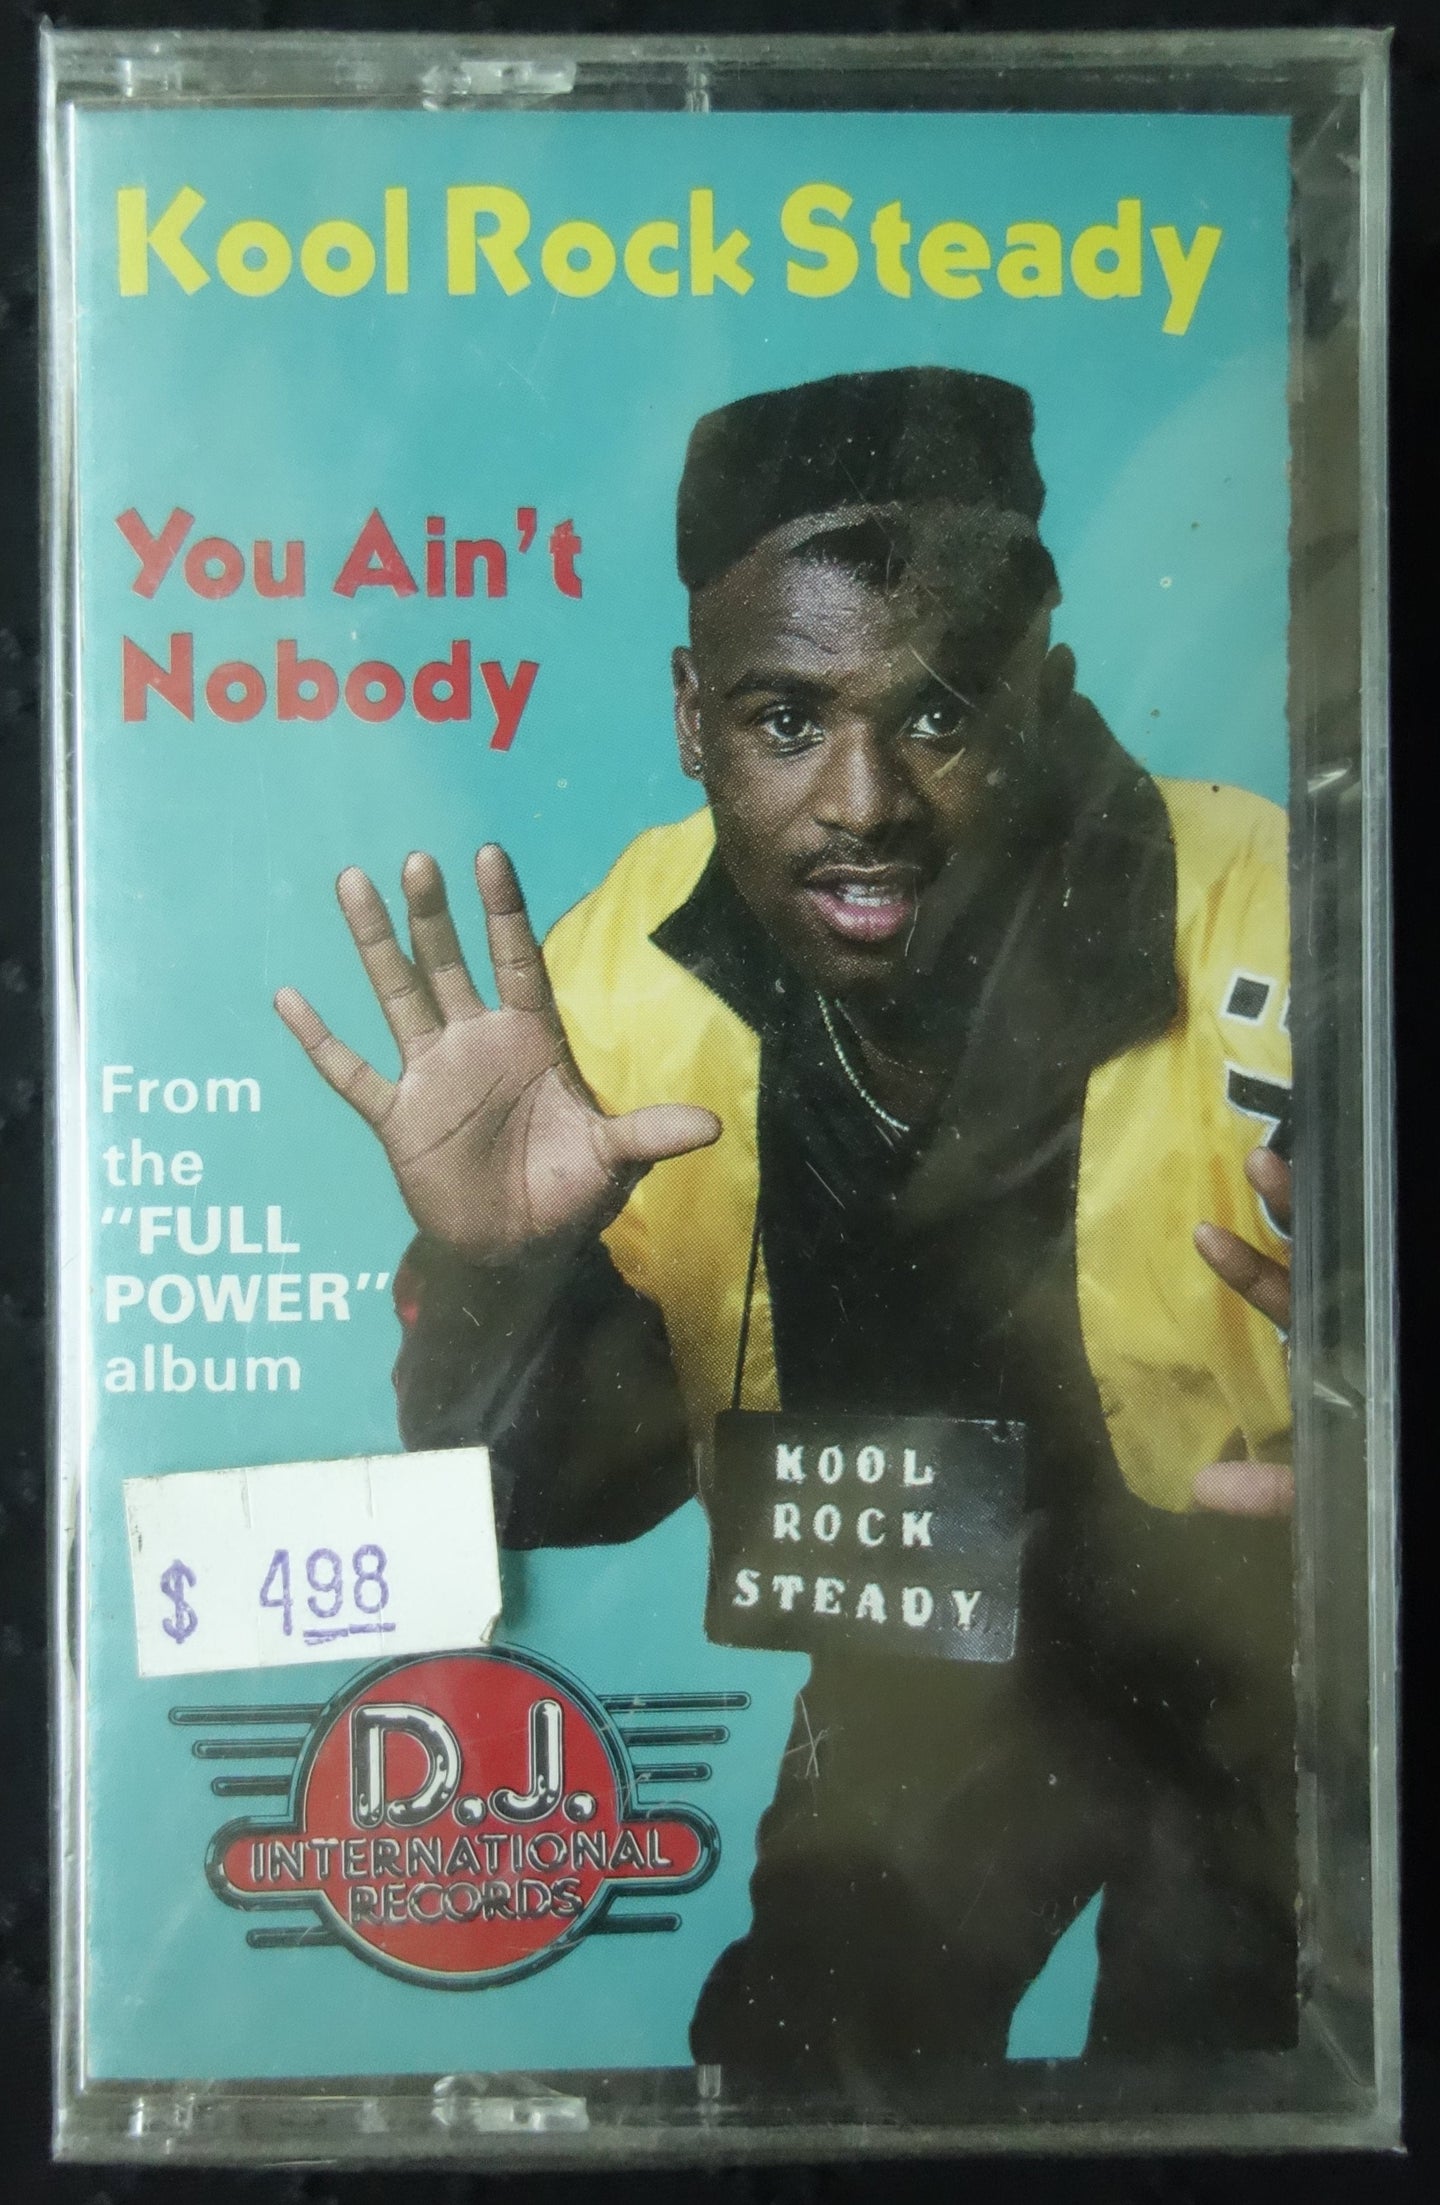 Kool Rock Steady
You Ain't
Nobody
From
the
"FULL
POWER"
album
KOOL
ROCK
STEADY
$ 498
D.J.
INTERNATIONAL
RECORDS